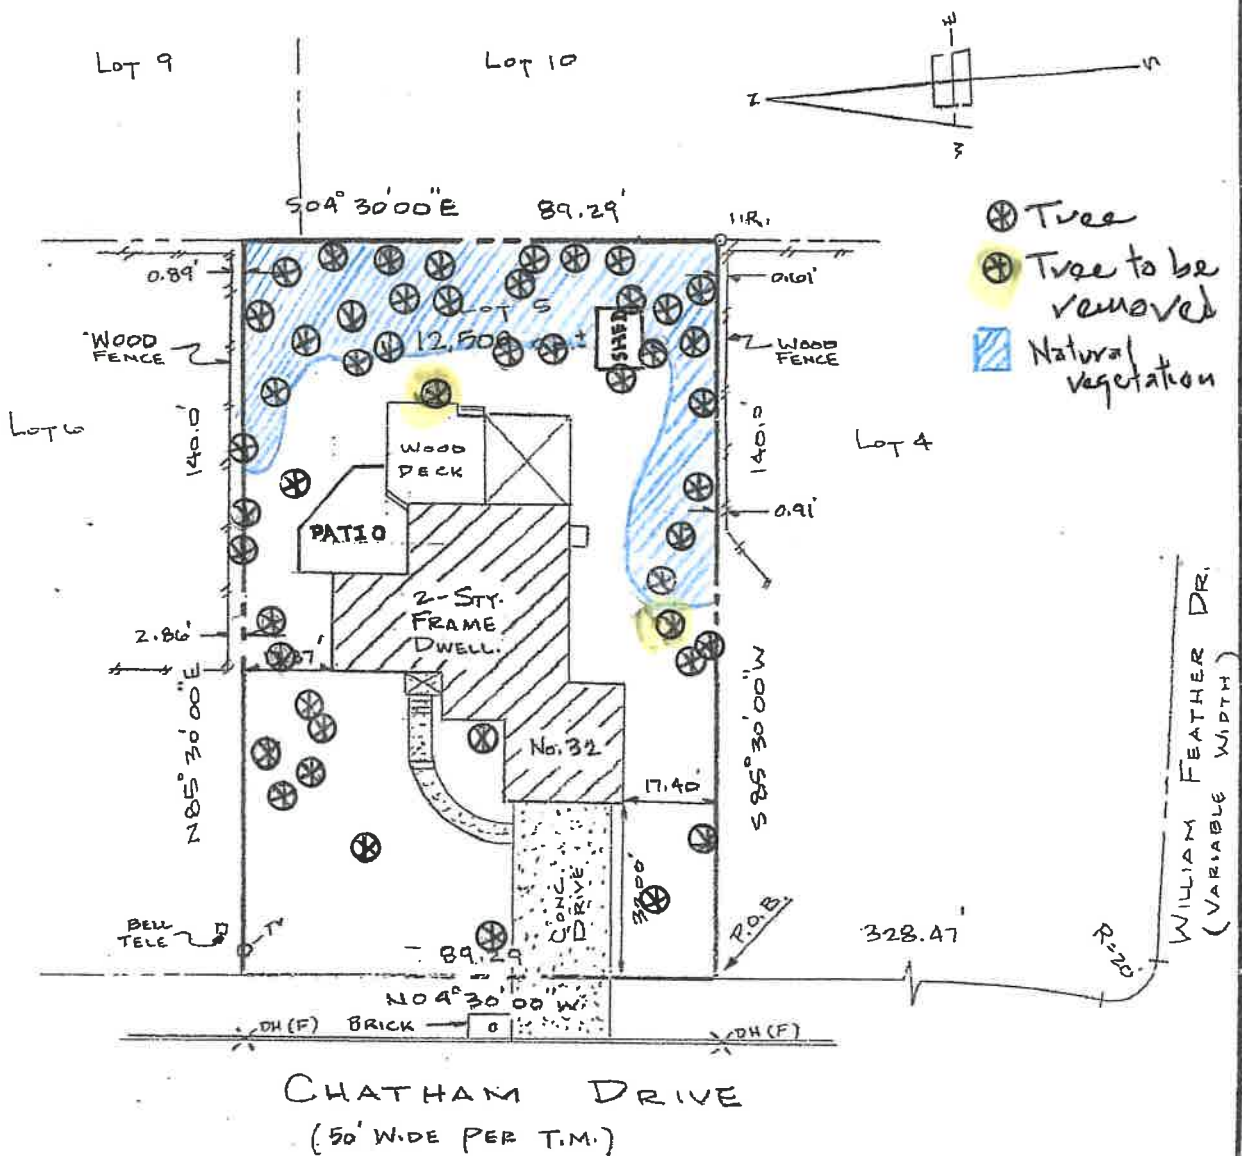 Lot 9
Lot 10
N
E
S
W
S04° 30' 00" E 89.29'
I.R.
Tree
Tree to be
removed
Natural
vegetation
0.89'
0.61'
Lot 5
SHED
WOOD
FENCE
WOOD
FENCE
Lot 6
140.0'
140.0'
Lot 4
WOOD
DECK
0.91'
PATIO
2-STY.
FRAME
DWELL.
2.86'
N85° 30' 00" E
S85° 30' 00" W
No. 32
17.40'
WILLIAM FEATHER DR.
(VARIABLE WIDTH)
CONC.
DRIVE
33.00'
BELL
TELE
TV
P.O.B.
328.47'
R=20'
89.29
N04° 30' 00" W
DH(F)
BRICK
DH(F)
CHATHAM DRIVE
(50' WIDE PER T.M.)